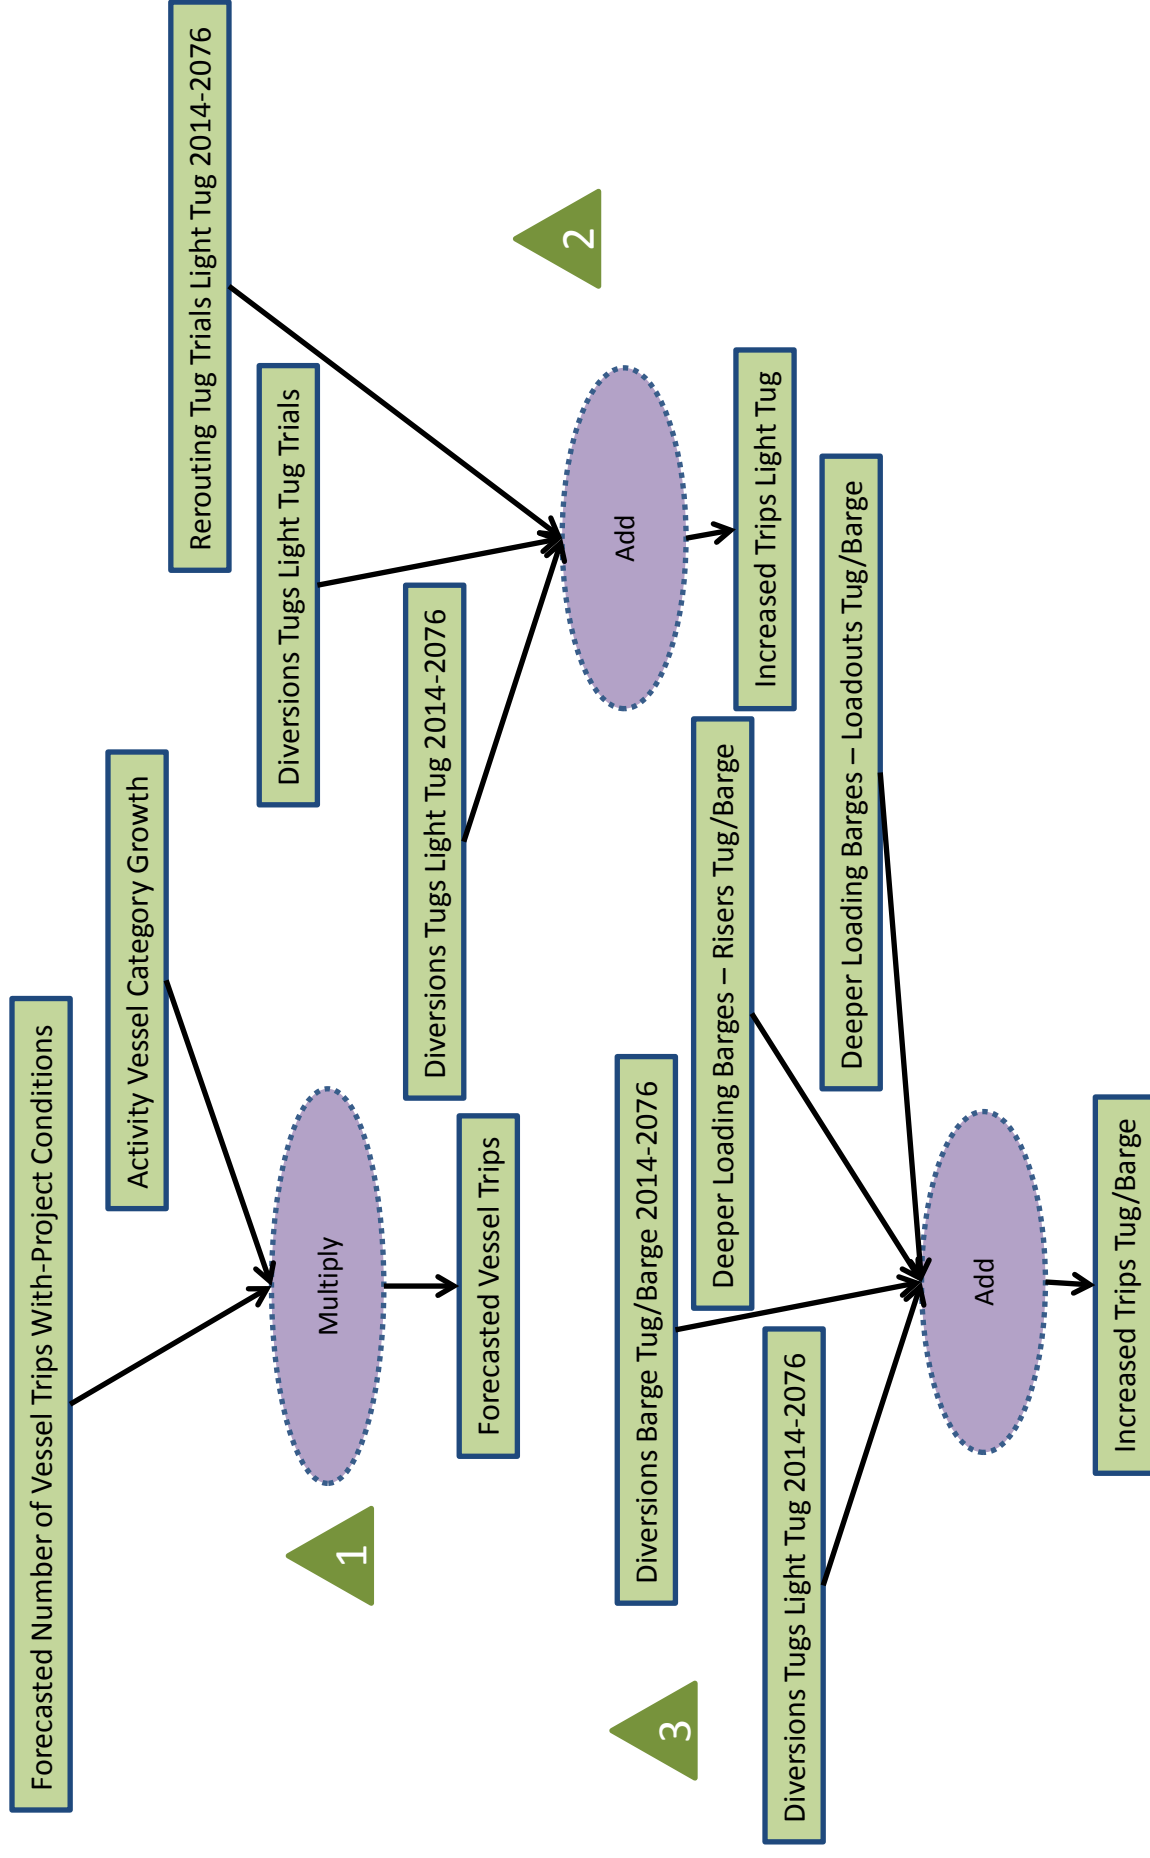 Forecasted Number of Vessel Trips With-Project Conditions
Activity Vessel Category Growth
Multiply
Forecasted Vessel Trips
1
Rerouting Tug Trials Light Tug 2014-2076
Diversions Tugs Light Tug Trials
Diversions Tugs Light Tug 2014-2076
Add
Increased Trips Light Tug
2
Diversions Barge Tug/Barge 2014-2076
Deeper Loading Barges – Risers Tug/Barge
Diversions Tugs Light Tug 2014-2076
Deeper Loading Barges – Loadouts Tug/Barge
Add
Increased Trips Tug/Barge
3